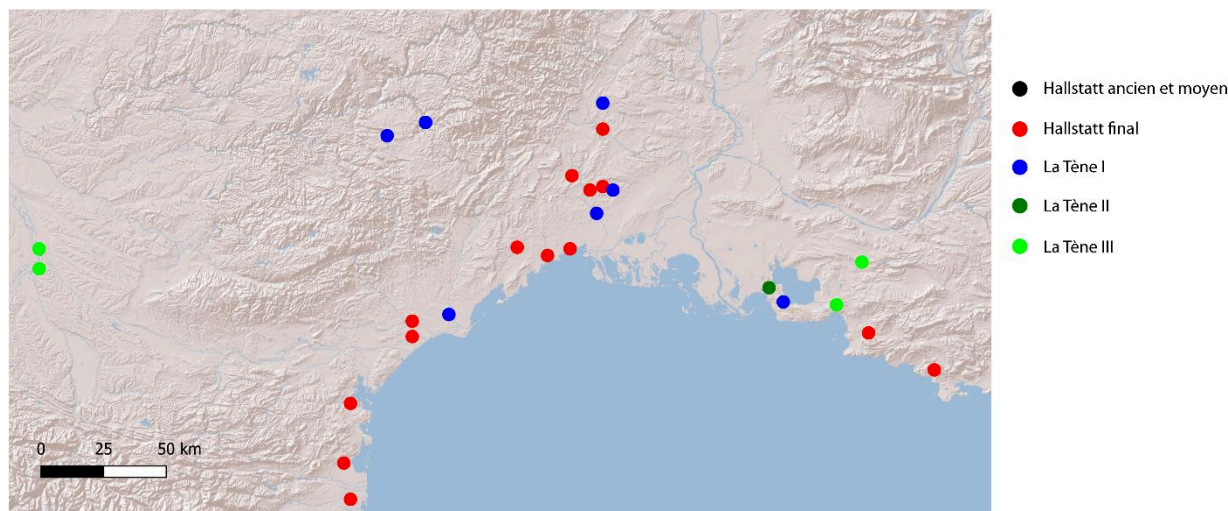 Hallstatt ancien et moyen
Hallstatt final
La Tène I
La Tène II
La Tène III
0 25 50 km